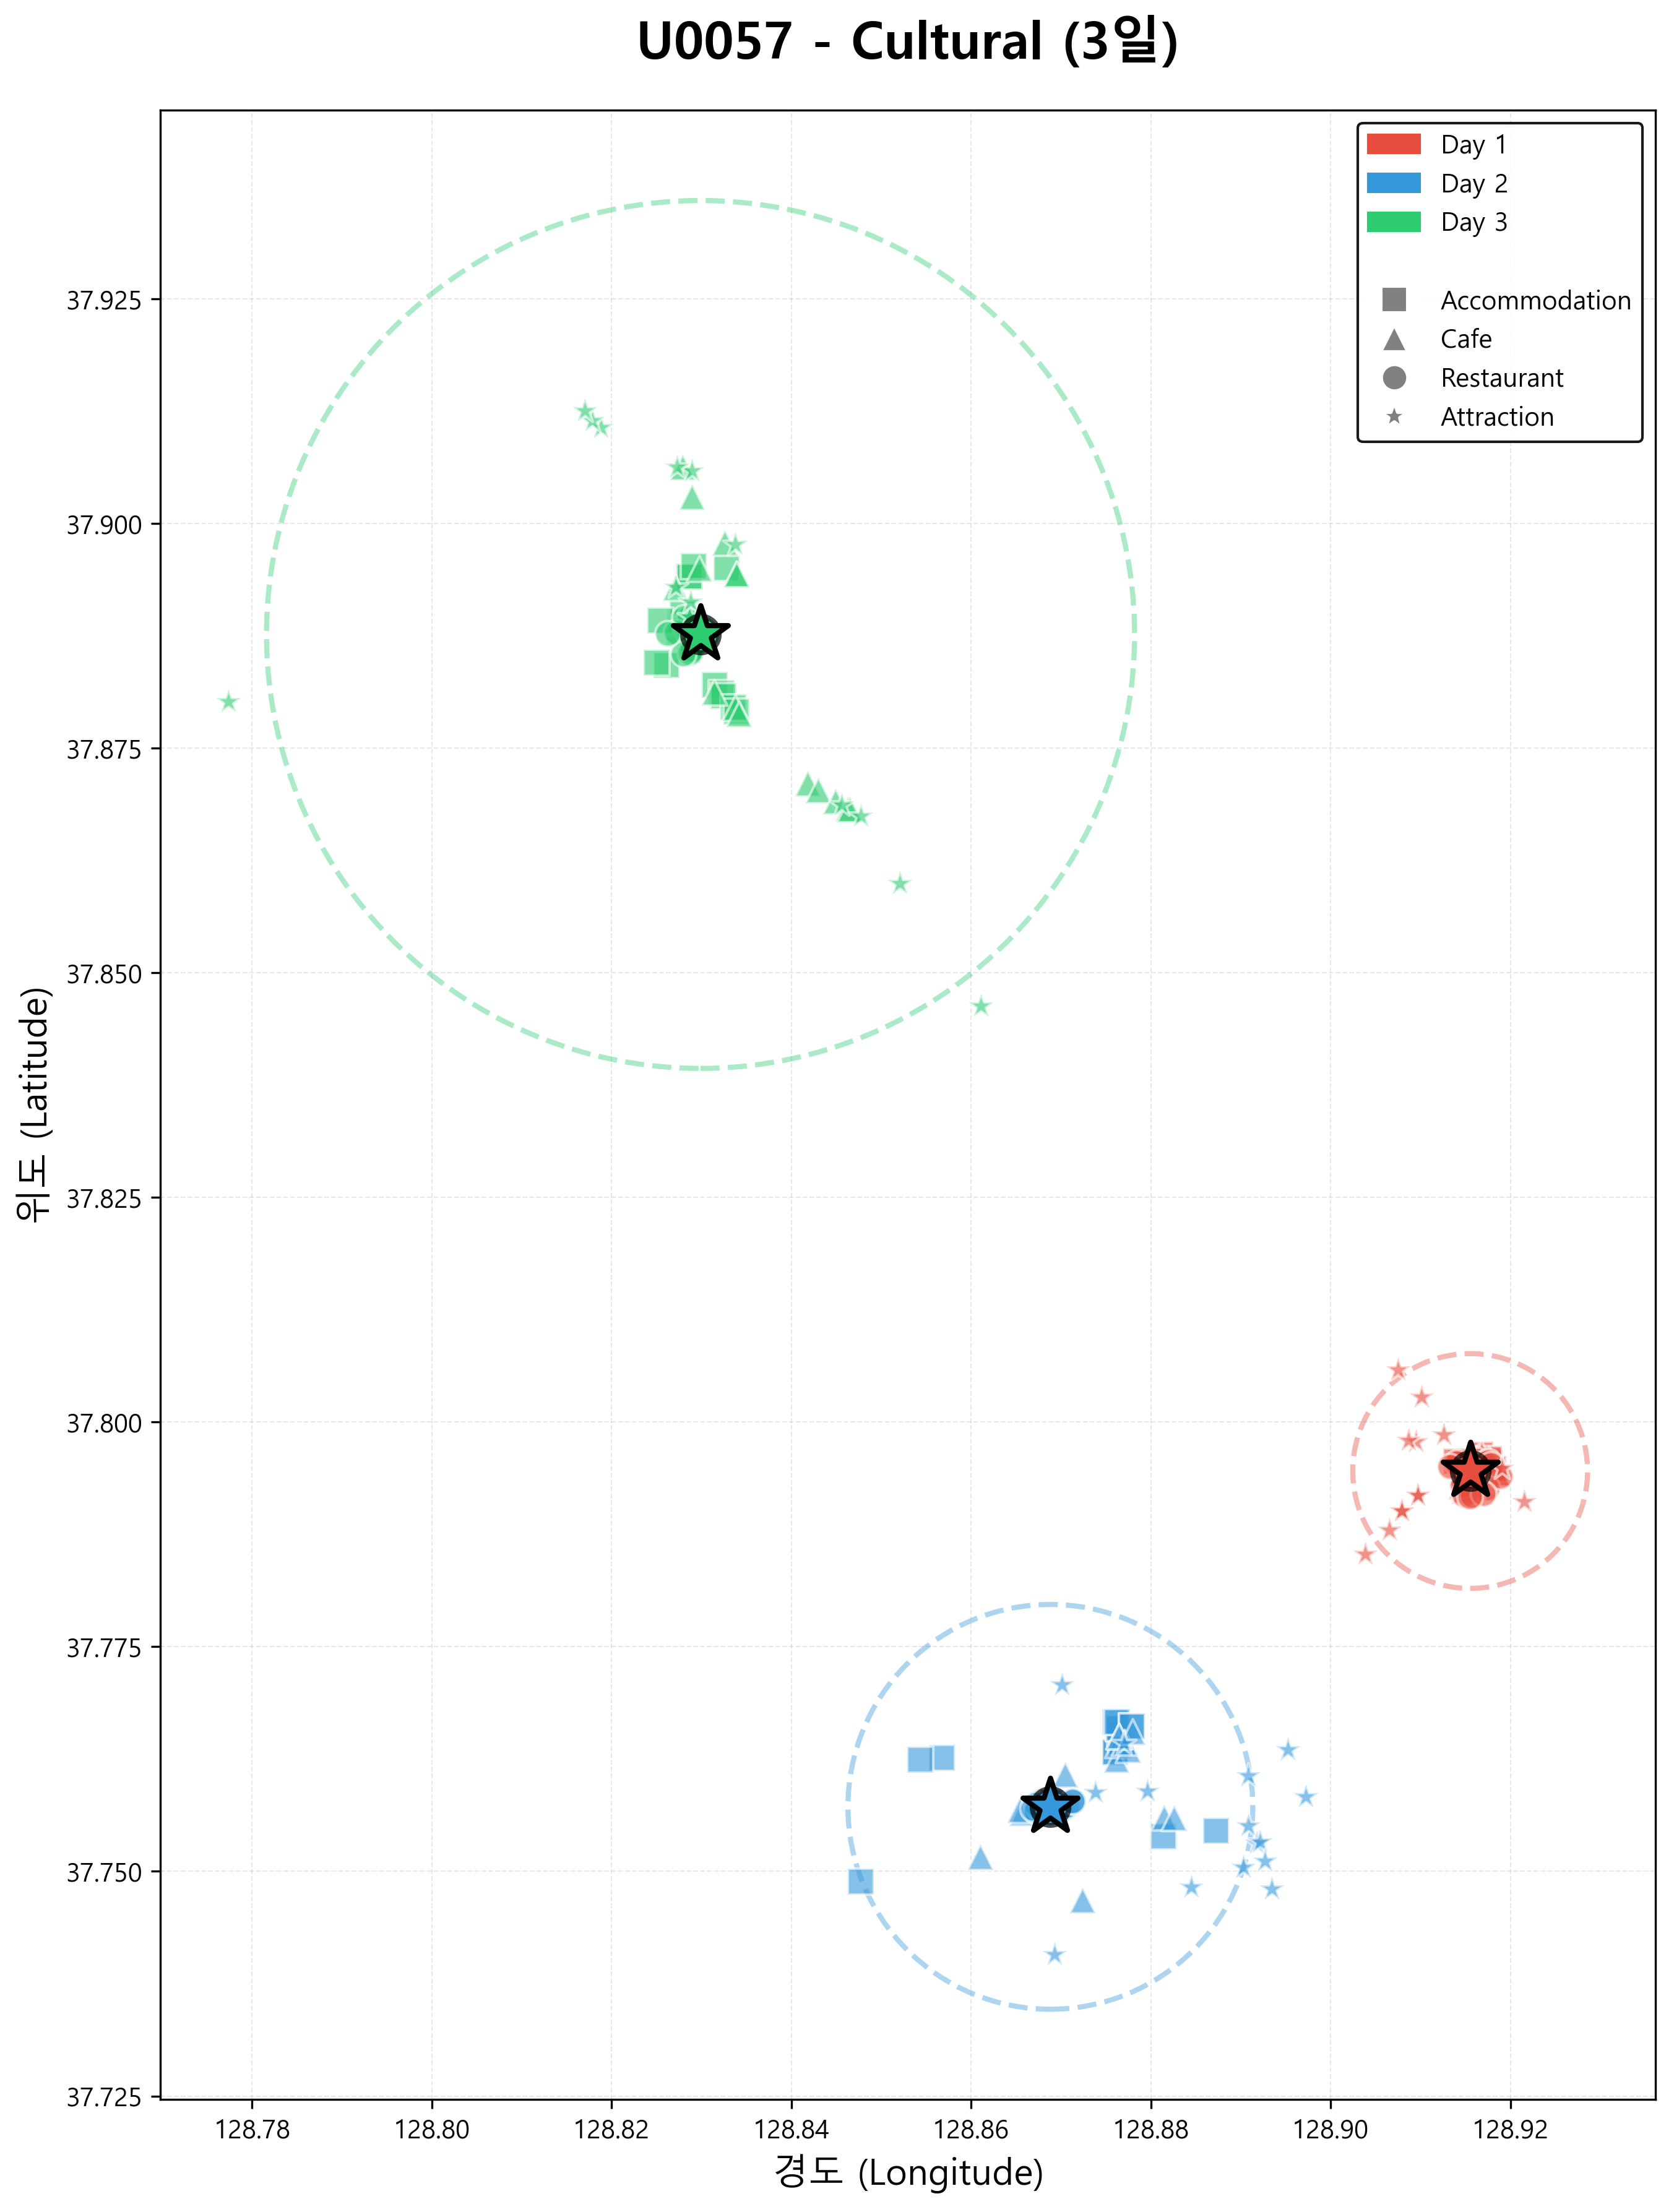 U0057 - Cultural (3일)
Day 1
Day 2
Day 3
Accommodation
Cafe
Restaurant
Attraction
위도 (Latitude)
37.925
37.900
37.875
37.850
37.825
37.800
37.775
37.750
37.725
128.78 128.80 128.82 128.84 128.86 128.88 128.90 128.92
경도 (Longitude)